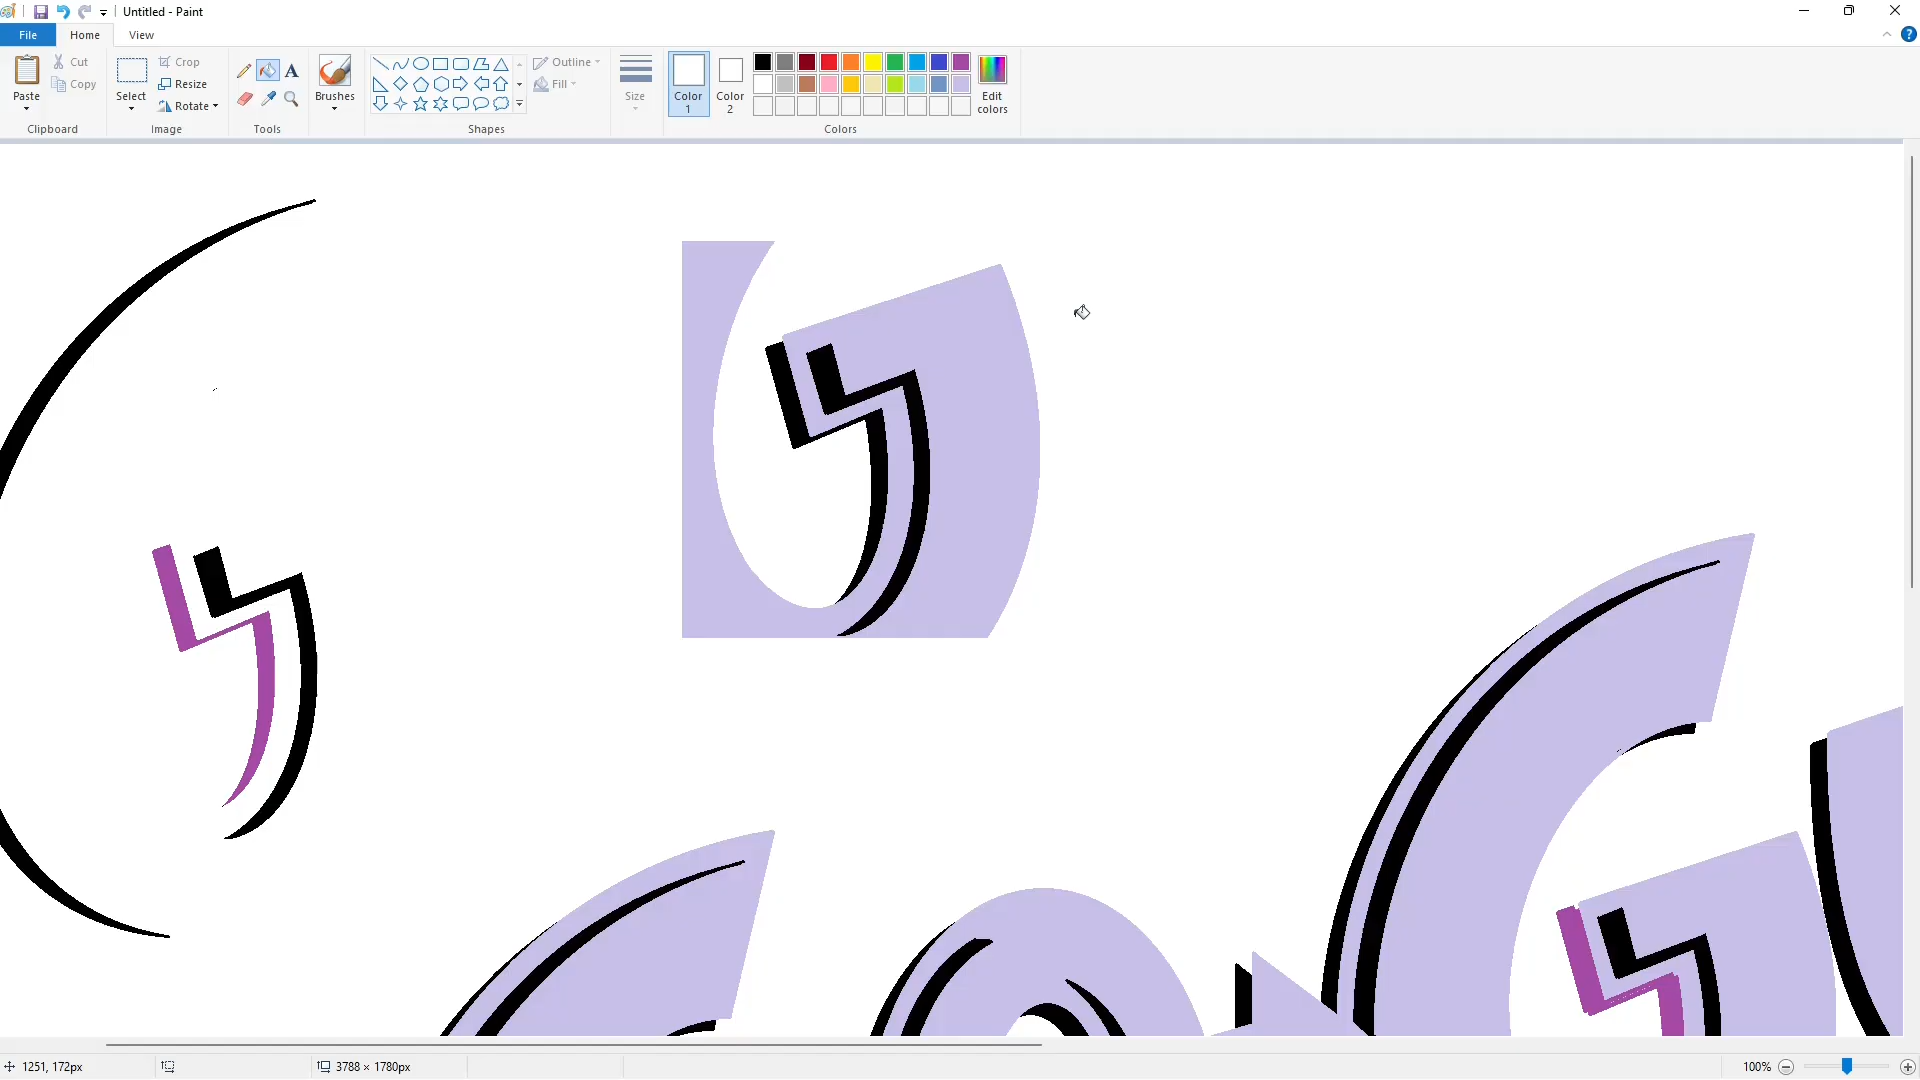 Untitled - Paint
File
Home
View
Paste
Cut
Copy
Clipboard
Select
Crop
Resize
Rotate
Image
Tools
Brushes
Shapes
Outline
Fill
Size
Color 1
Color 2
Edit colors
Colors
1251, 172px
3788 × 1780px
100%